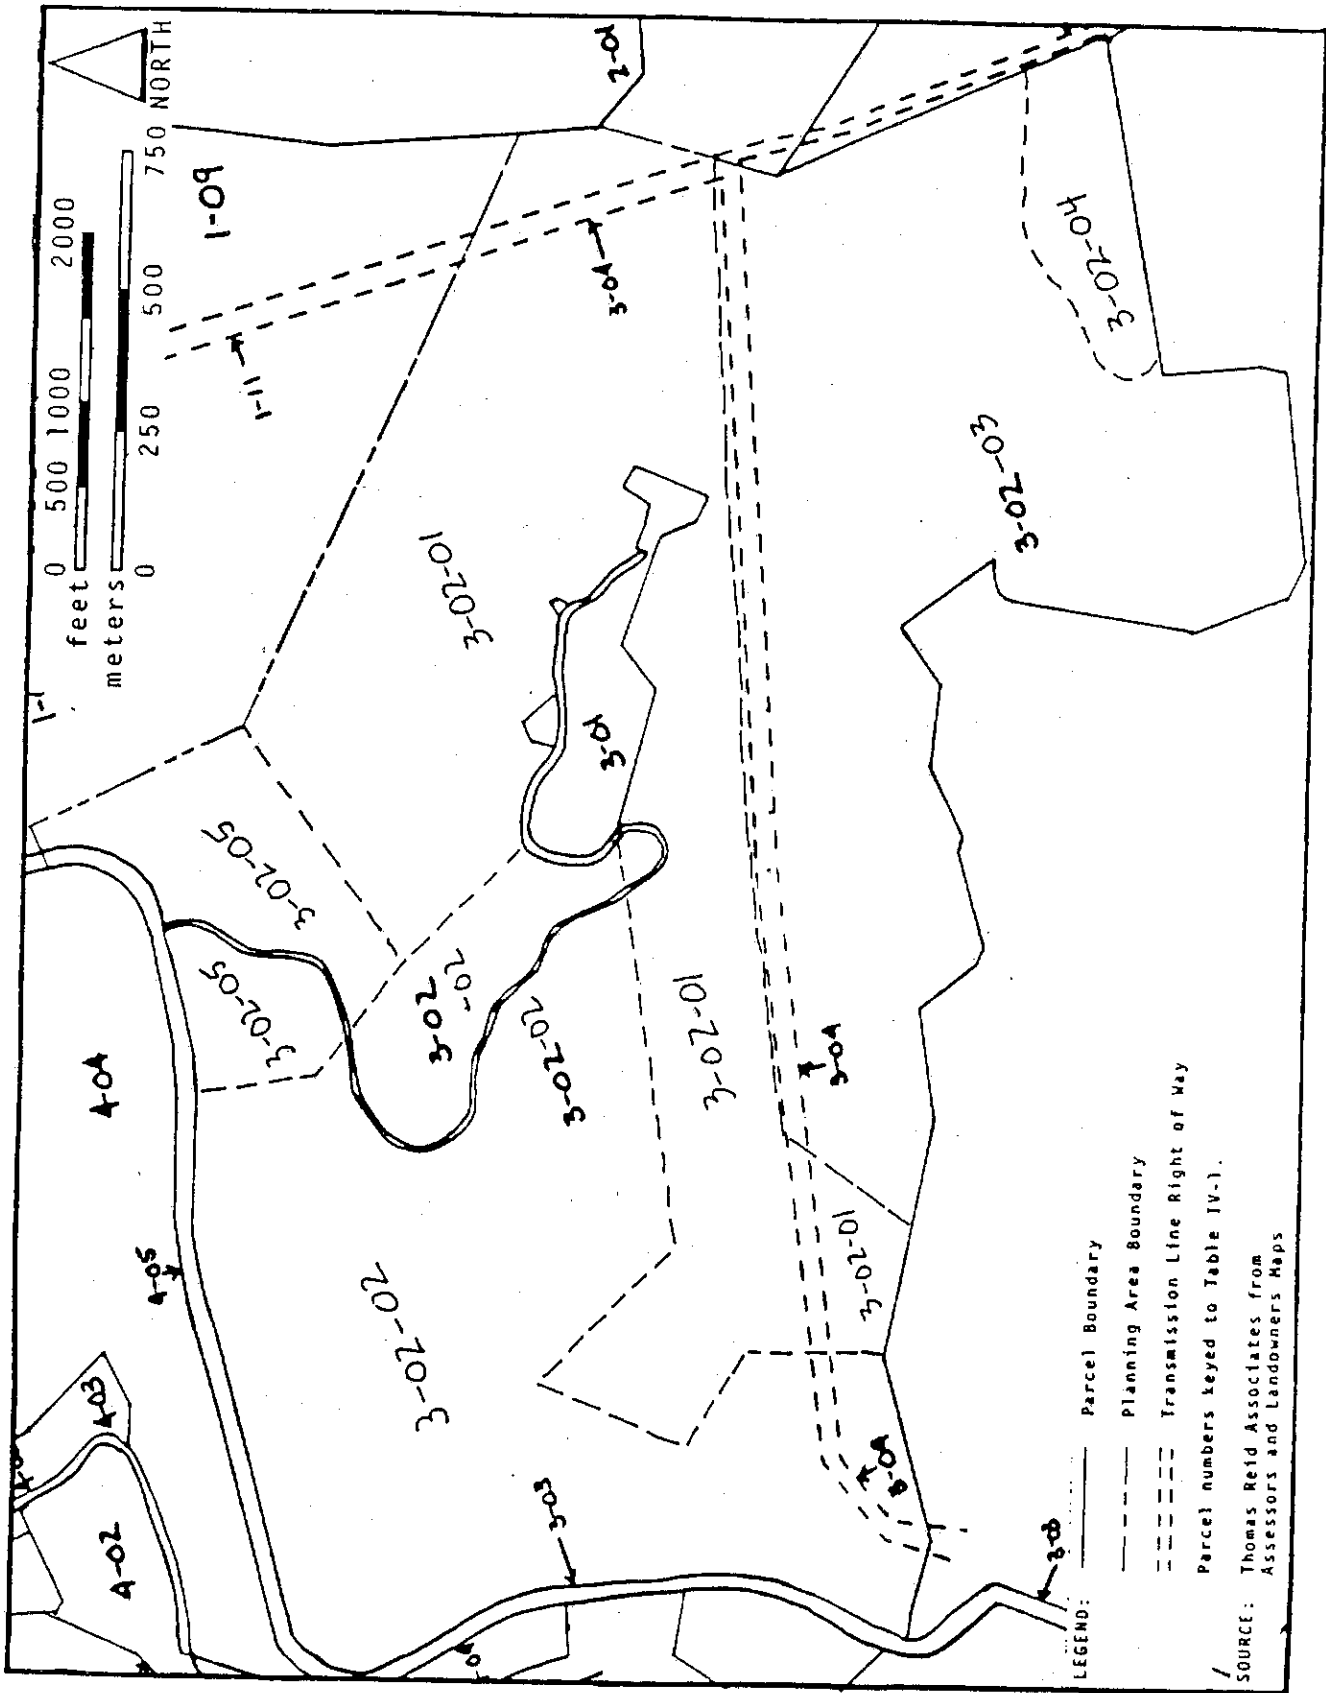 0 500 1000 2000
feet
meters
0 250 500 750 NORTH
1-09
2-01
1-11
3-04
3-02-01
3-02-04
3-02-03
3-01
3-02-05
3-02-05
3-02
-02
3-02-02
3-02-01
3-04
4-04
4-05
3-02-02
3-02-01
4-03
4-02
3-03
3-04
3-03
LEGEND:
Parcel Boundary
Planning Area Boundary
Transmission Line Right of Way
Parcel numbers keyed to Table IV-1.
SOURCE: Thomas Reid Associates from
Assessors and Landowners Maps